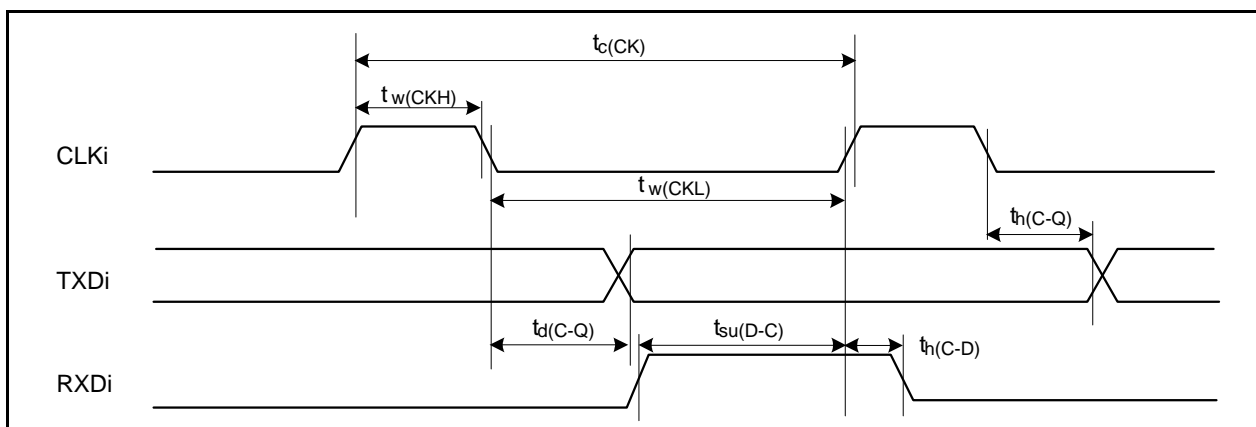 tc(CK)
tw(CKH)
CLKi
tw(CKL)
th(C-Q)
TXDi
td(C-Q)
tsu(D-C)
th(C-D)
RXDi